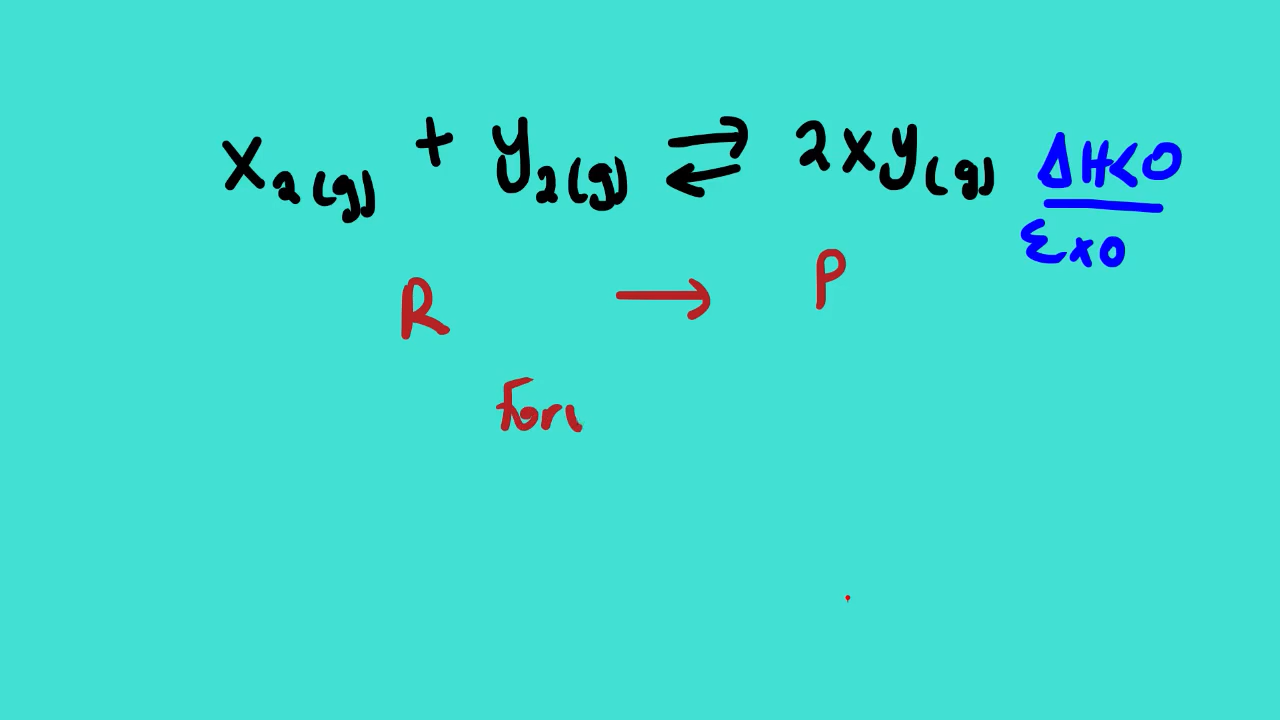 x₂(g) + y₂(g) ⇌ 2xy(g) ΔH<0
Exo
R → P
Forw